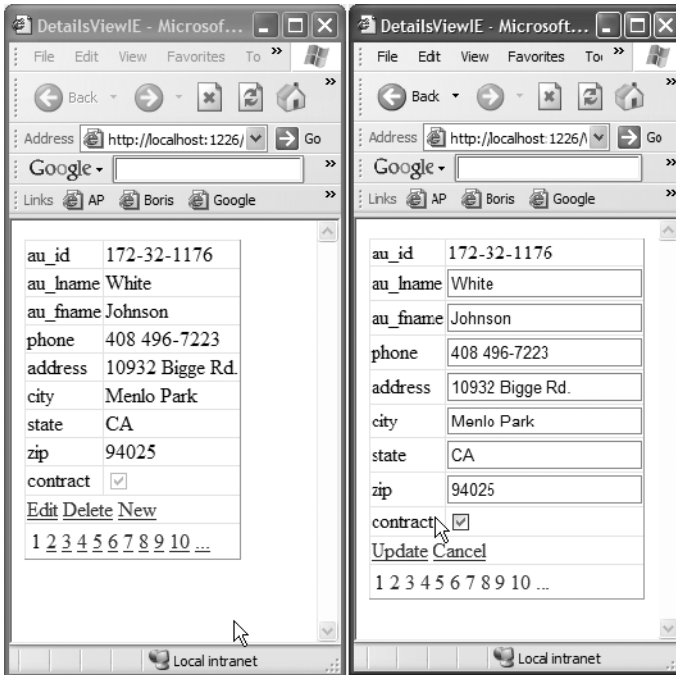 DetailsViewIE - Microsof...
File Edit View Favorites To »
Back »
Address http://localhost:1226/ Go
Google »
Links AP Boris Google »
au_id 172-32-1176
au_lname White
au_fname Johnson
phone 408 496-7223
address 10932 Bigge Rd.
city Menlo Park
state CA
zip 94025
contract
Edit Delete New
1 2 3 4 5 6 7 8 9 10 ...
Local intranet
DetailsViewIE - Microsoft...
File Edit View Favorites To »
Back »
Address http://localhost:1226/\ Go
Google »
Links AP Boris Google »
au_id 172-32-1176
au_lname White
au_fname Johnson
phone 408 496-7223
address 10932 Bigge Rd.
city Menlo Park
state CA
zip 94025
contract
Update Cancel
1 2 3 4 5 6 7 8 9 10 ...
Local intranet